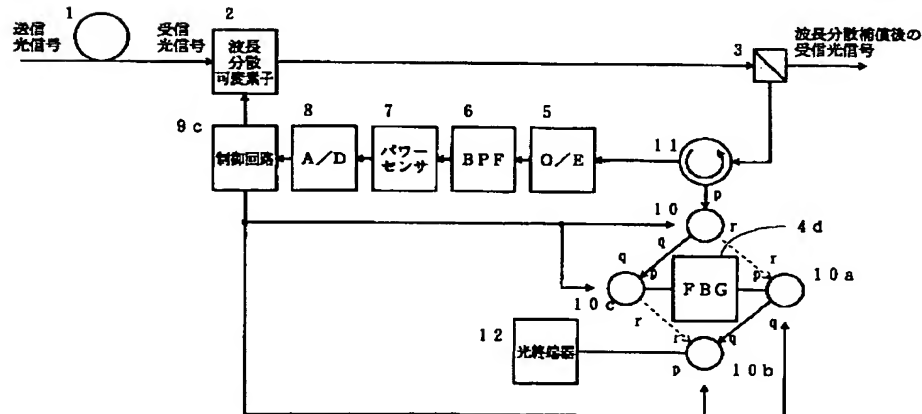 1
送信
光信号
受信
光信号
2
波長
分散
可変素子
3
波長分散補償後の
受信光信号
9c
制御回路
8
A/D
7
パワー
センサ
6
BPF
5
O/E
11
p
10
r
4d
q
q
r
p
FBG
p
10a
10c
r
q
12
光終端器
r
q
p
10b